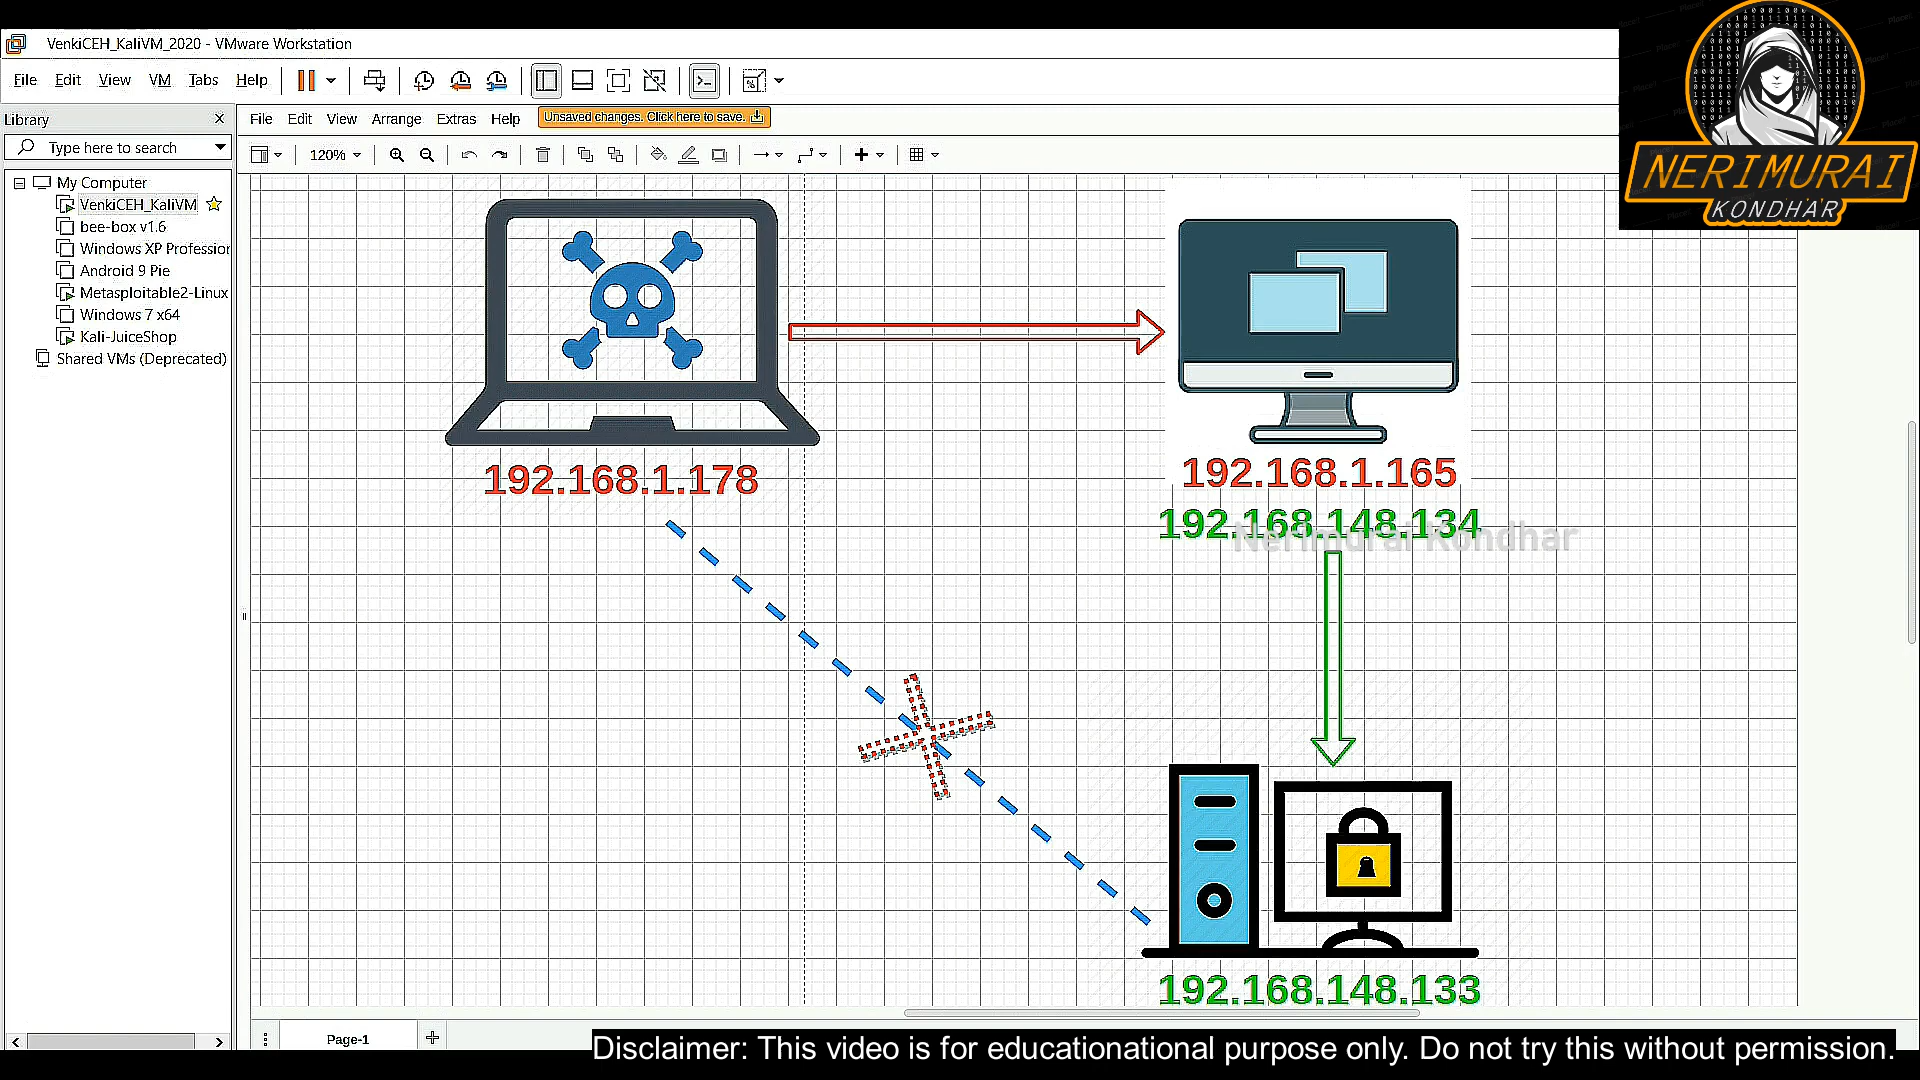 VenkiCEH_KaliVM_2020 - VMware Workstation
File Edit View VM Tabs Help
Library
Type here to search
My Computer
VenkiCEH_KaliVM
bee-box v1.6
Windows XP Profession
Android 9 Pie
Metasploitable2-Linux
Windows 7 x64
Kali-JuiceShop
Shared VMs (Deprecated)
File Edit View Arrange Extras Help
Unsaved changes. Click here to save.
120%
NERIMURAI
KONDHAR
192.168.1.178
192.168.1.165
192.168.148.134
Nerimurai Kondhar
192.168.148.133
Page-1
Disclaimer: This video is for educationational purpose only. Do not try this without permission.